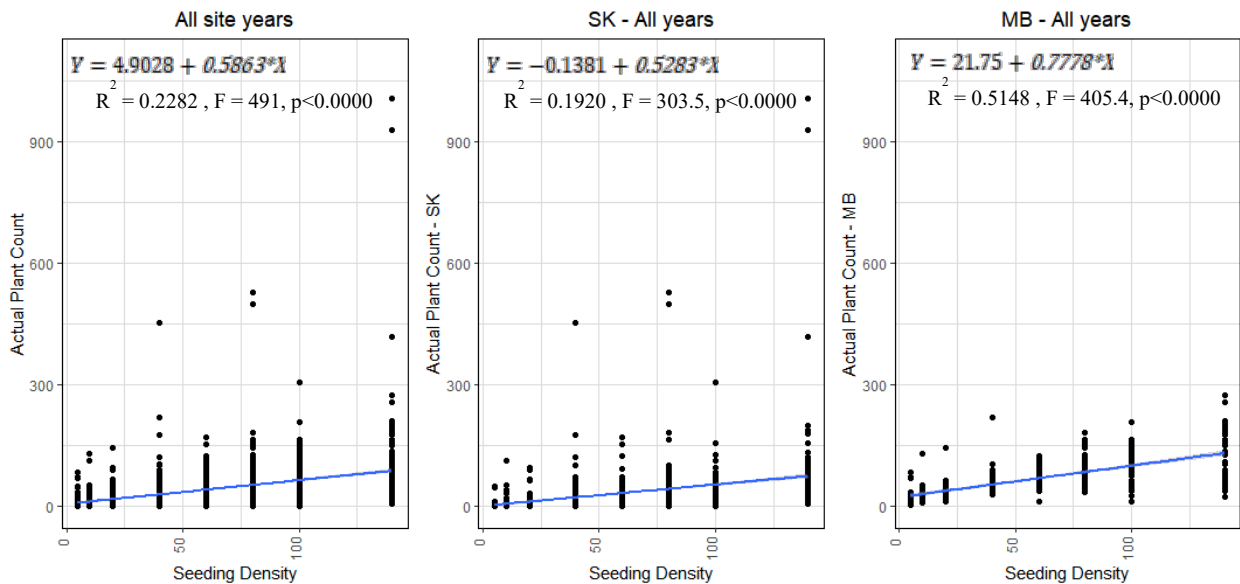 All site years
Y = 4.9028 + 0.5863*X
R² = 0.2282 , F = 491, p<0.0000
900
600
300
0
Actual Plant Count
0
50
100
Seeding Density
SK - All years
Y = −0.1381 + 0.5283*X
R² = 0.1920 , F = 303.5, p<0.0000
900
600
300
0
Actual Plant Count - SK
0
50
100
Seeding Density
MB - All years
Y = 21.75 + 0.7778*X
R² = 0.5148 , F = 405.4, p<0.0000
900
600
300
0
Actual Plant Count - MB
0
50
100
Seeding Density